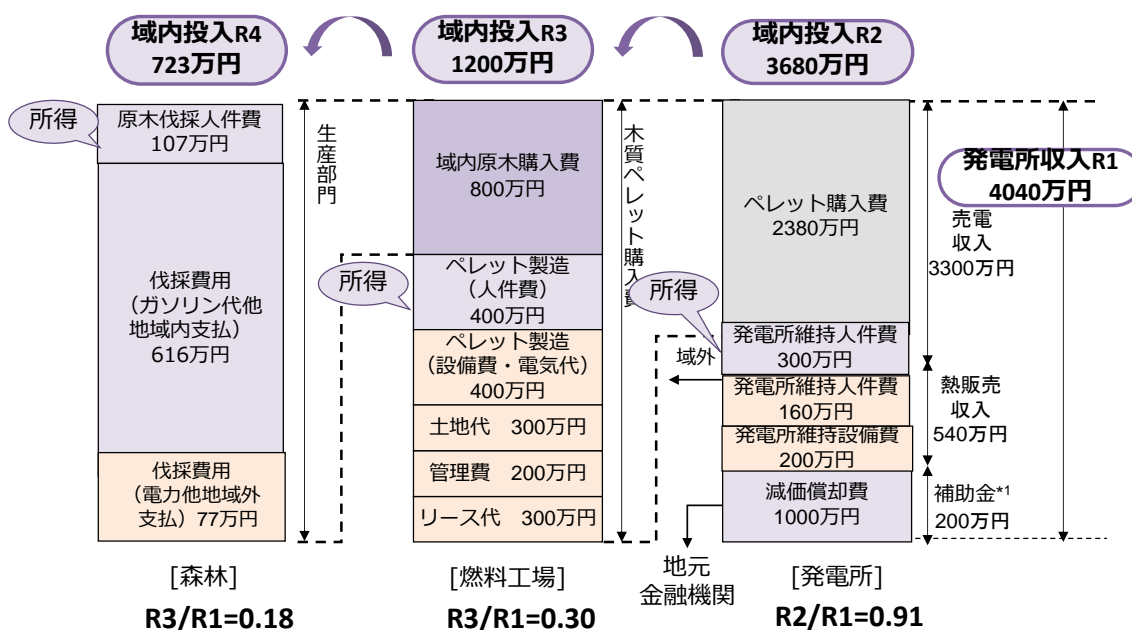 域内投入R4
723万円
域内投入R3
1200万円
域内投入R2
3680万円
所得
原木伐採人件費
107万円
伐採費用
(ガソリン代他
地域内支払)
616万円
伐採費用
(電力他地域外
支払)77万円
生産部門
域内原木購入費
800万円
所得
ペレット製造
(人件費)
400万円
ペレット製造
(設備費・電気代)
400万円
土地代 300万円
管理費 200万円
リース代 300万円
木質ペレット購入費
ペレット購入費
2380万円
所得
発電所維持人件費
300万円
域外
発電所維持人件費
160万円
発電所維持設備費
200万円
減価償却費
1000万円
地元
金融機関
発電所収入R1
4040万円
売電
収入
3300万円
熱販売
収入
540万円
補助金*1
200万円
[森林]
[燃料工場]
[発電所]
R3/R1=0.18
R3/R1=0.30
R2/R1=0.91